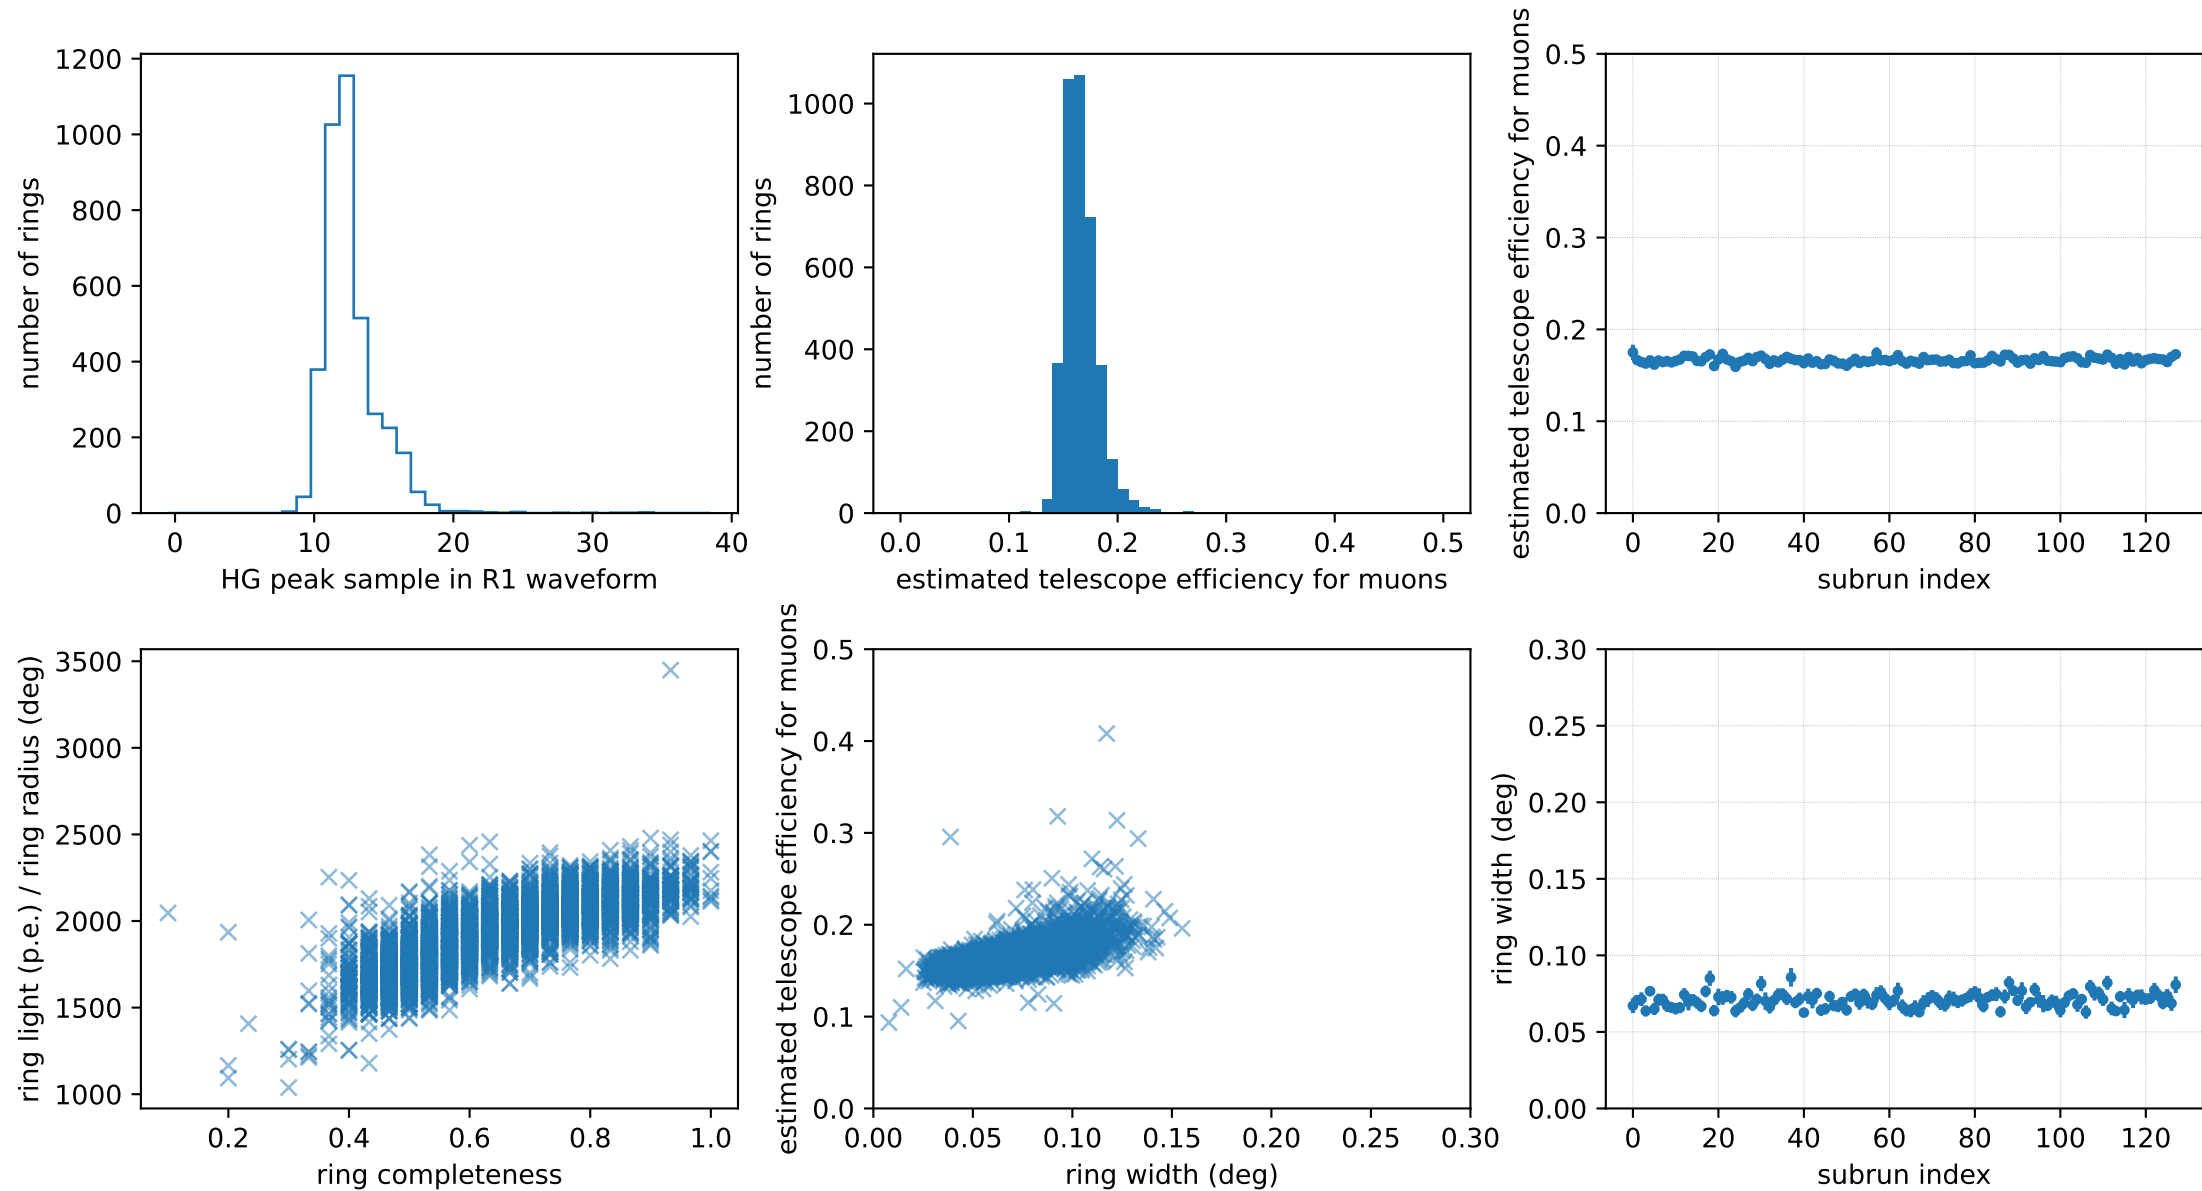 1200
1000
800
600
400
200
0
number of rings
0 10 20 30 40
HG peak sample in R1 waveform
1000
800
600
400
200
0
number of rings
0.0 0.1 0.2 0.3 0.4 0.5
estimated telescope efficiency for muons
0.5
0.4
0.3
0.2
0.1
0.0
estimated telescope efficiency for muons
0 20 40 60 80 100 120
subrun index
3500
3000
2500
2000
1500
1000
ring light (p.e.) / ring radius (deg)
0.2 0.4 0.6 0.8 1.0
ring completeness
0.5
0.4
0.3
0.2
0.1
0.0
estimated telescope efficiency for muons
0.00 0.05 0.10 0.15 0.20 0.25 0.30
ring width (deg)
0.30
0.25
0.20
0.15
0.10
0.05
0.00
ring width (deg)
0 20 40 60 80 100 120
subrun index